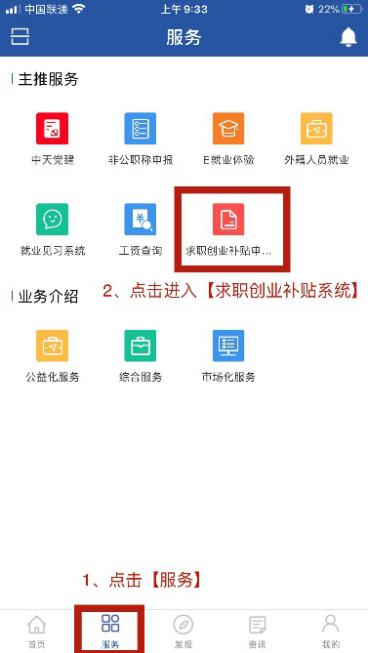 中国联通 上午9:33 22%
服务
主推服务
中天党建 非公职称申报 E就业体验 外籍人员就业
就业见习系统 工资查询 求职创业补贴申...
2、点击进入【求职创业补贴系统】
业务介绍
公益化服务 综合服务 市场化服务
1、点击【服务】
首页 服务 发现 资讯 我的